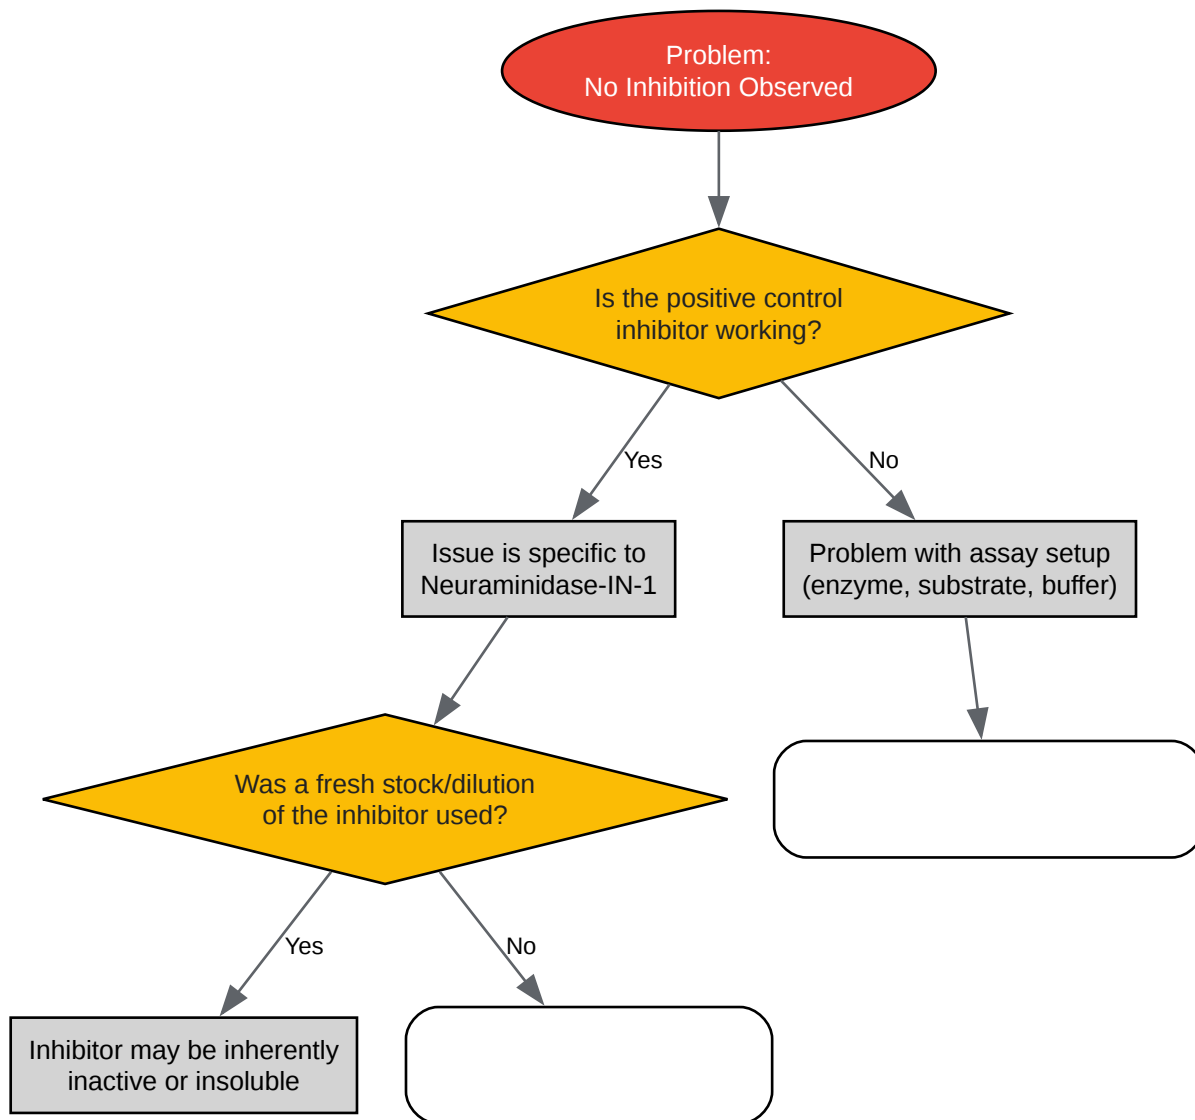 Problem:
No Inhibition Observed
Is the positive control
inhibitor working?
Yes
No
Issue is specific to
Neuraminidase-IN-1
Problem with assay setup
(enzyme, substrate, buffer)
Was a fresh stock/dilution
of the inhibitor used?
Yes
No
Inhibitor may be inherently
inactive or insoluble